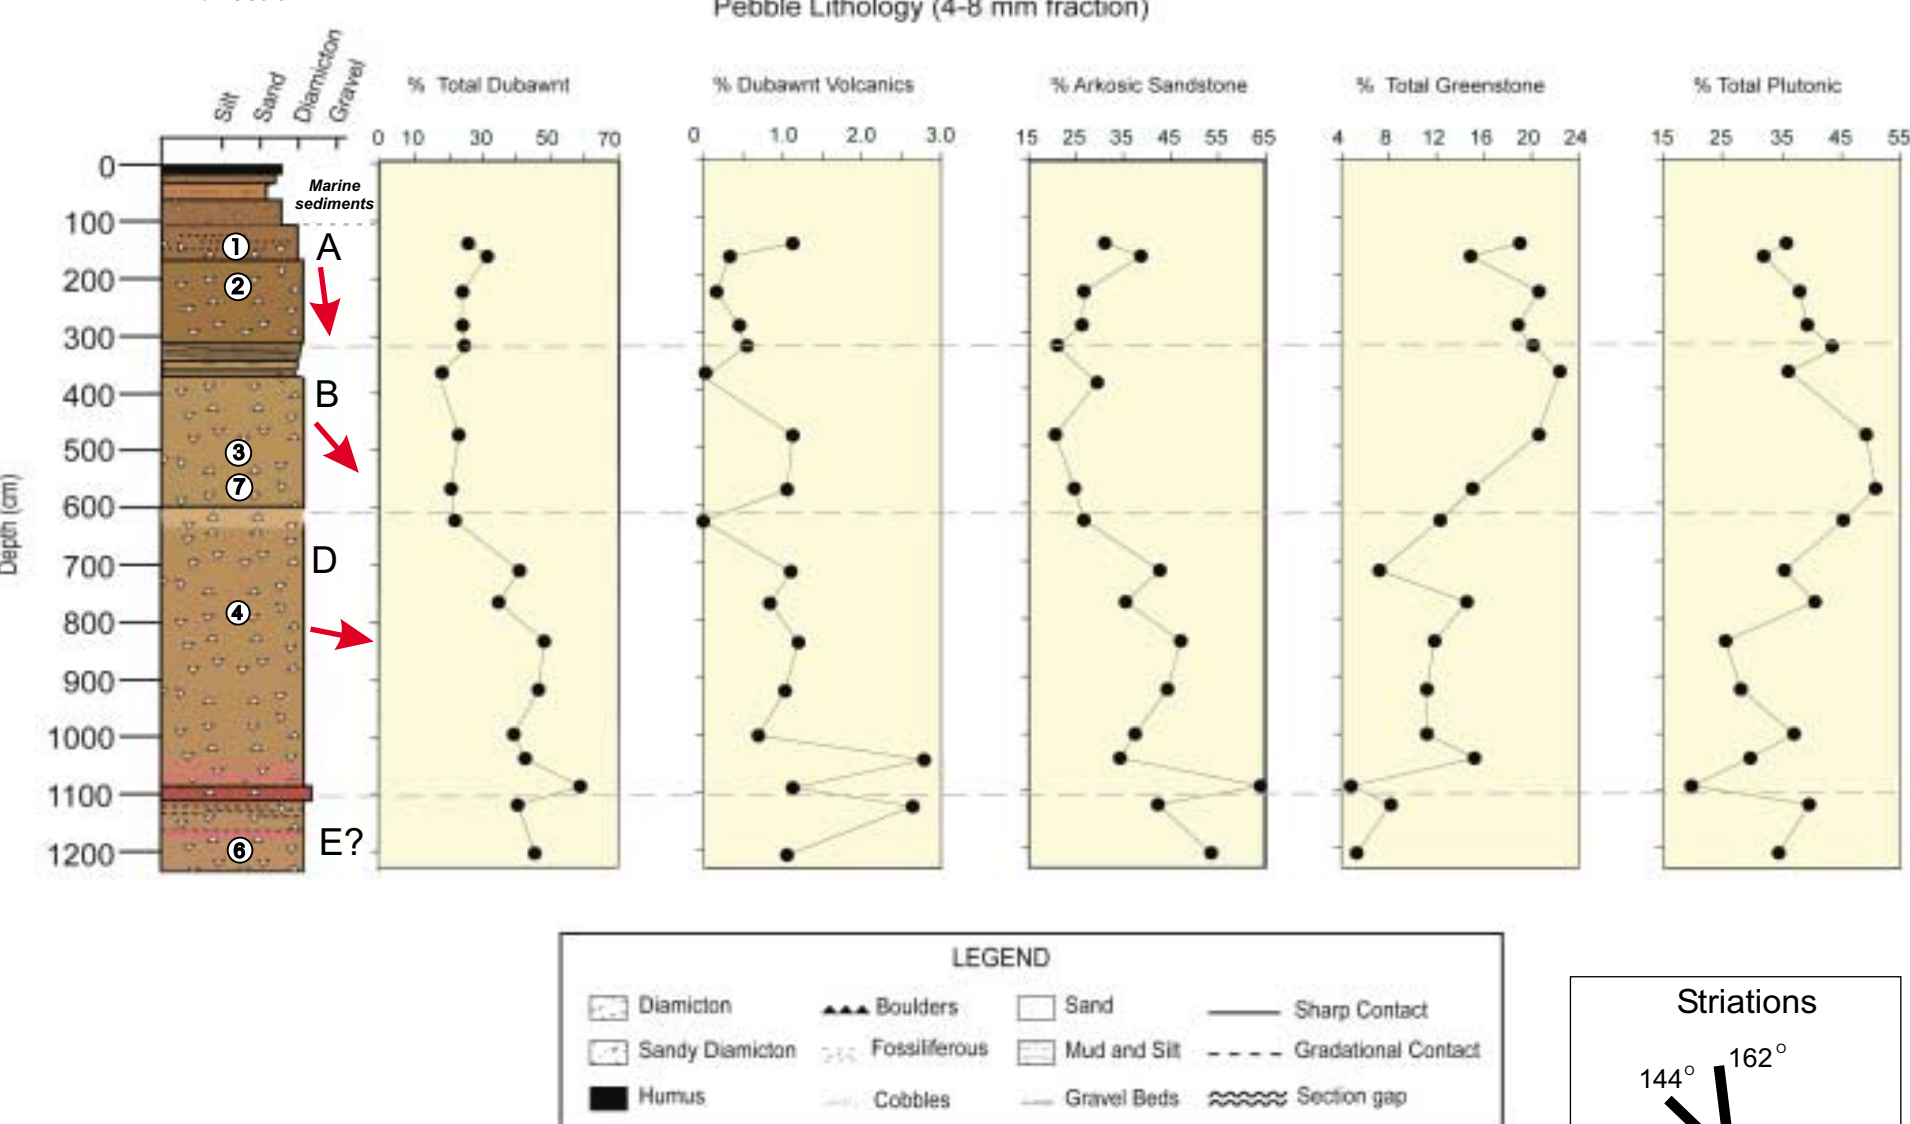 Pebble Lithology (4-8 mm fraction)
Silt
Sand
Diamicton
Gravel
% Total Dubawnt
% Dubawnt Volcanics
% Arkosic Sandstone
% Total Greenstone
% Total Plutonic
0 10 30 50 70
0 1.0 2.0 3.0
15 25 35 45 55 65
4 8 12 16 20 24
15 25 35 45 55
Depth (cm)
0
100
200
300
400
500
600
700
800
900
1000
1100
1200
Marine
sediments
1
A
2
B
3
7
D
4
6
E?
LEGEND
Diamicton
Boulders
Sand
Sharp Contact
Sandy Diamicton
Fossiliferous
Mud and Silt
Gradational Contact
Humus
Cobbles
Gravel Beds
Section gap
Striations
144°
162°